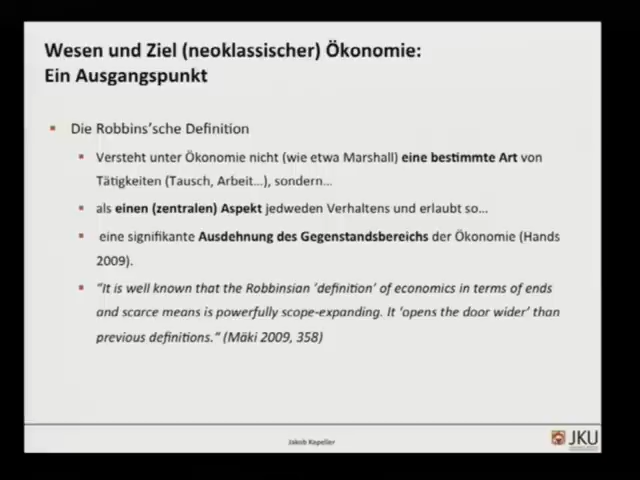 Wesen und Ziel (neoklassischer) Ökonomie:
Ein Ausgangspunkt
Die Robbins'sche Definition
Versteht unter Ökonomie nicht (wie etwa Marshall) eine bestimmte Art von
Tätigkeiten (Tausch, Arbeit...), sondern...
als einen (zentralen) Aspekt jedweden Verhaltens und erlaubt so...
eine signifikante Ausdehnung des Gegenstandsbereichs der Ökonomie (Hands
2009).
"It is well known that the Robbinsian 'definition' of economics in terms of ends
and scarce means is powerfully scope-expanding. It 'opens the door wider' than
previous definitions." (Mäki 2009, 358)
Jakob Kapeller
JKU